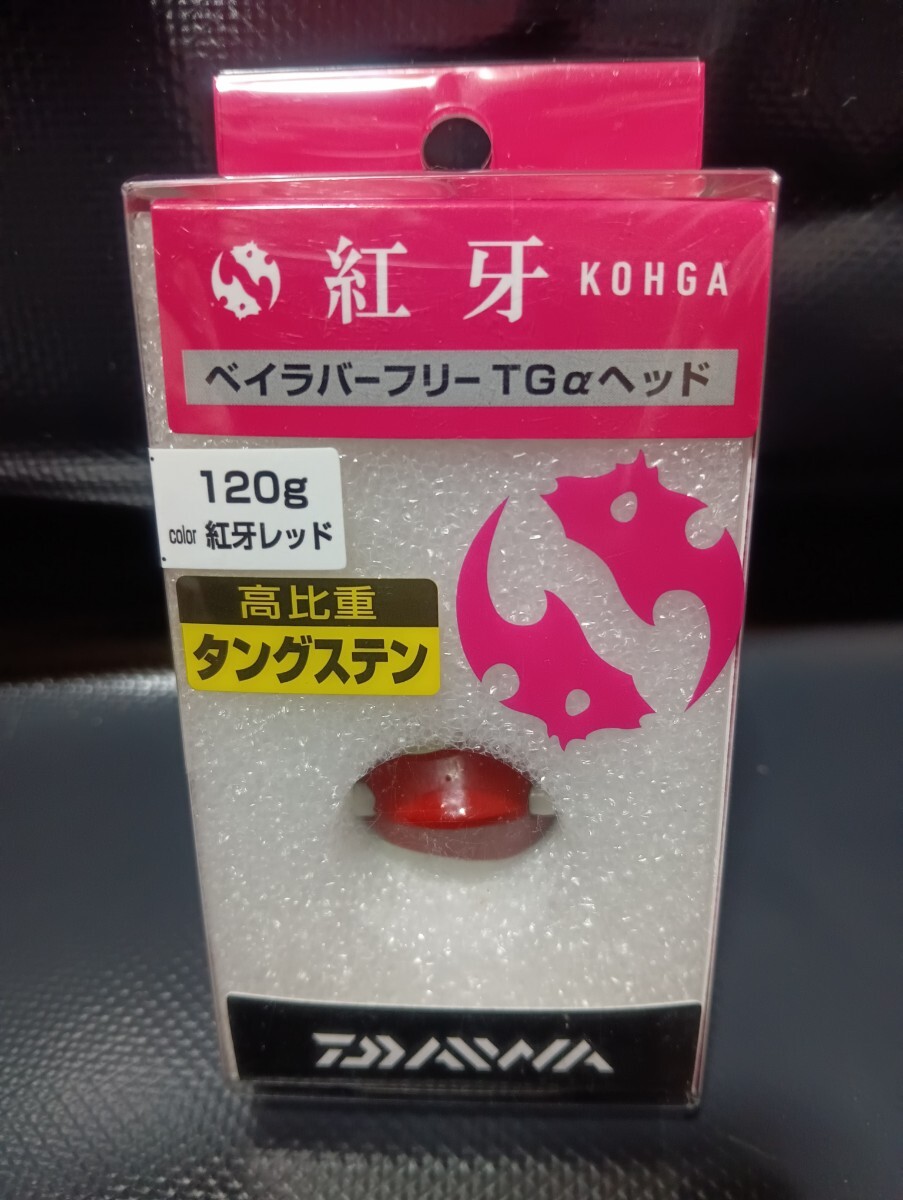 紅牙 KOHGA
ベイラバーフリーTGαヘッド
120g
color 紅牙レッド
高比重
タングステン
DAIWA